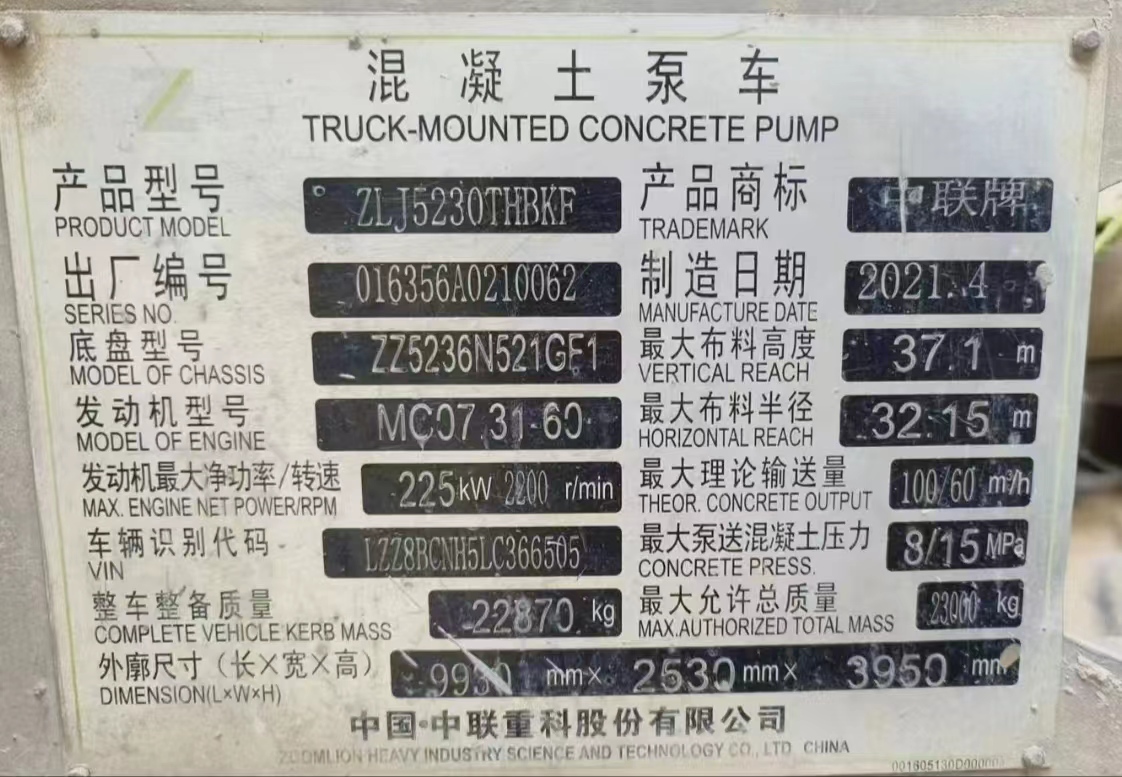 混凝土泵车
TRUCK-MOUNTED CONCRETE PUMP
产品型号 ZLJ5230THBKF 产品商标 中联牌
PRODUCT MODEL TRADEMARK
出厂编号 016356A0210062 制造日期 2021.4
SERIES NO. MANUFACTURE DATE
底盘型号 ZZ5236N521GF1 最大布料高度 37.1 m
MODEL OF CHASSIS VERTICAL REACH
发动机型号 MC07.31-60 最大布料半径 32.15 m
MODEL OF ENGINE HORIZONTAL REACH
发动机最大净功率/转速 225kW 2200 r/min 最大理论输送量 100/60 m³/h
MAX. ENGINE NET POWER/RPM THEOR. CONCRETE OUTPUT
车辆识别代码 LZZ8BCNH5LC366505 最大泵送混凝土压力 8/15 MPa
VIN CONCRETE PRESS.
整车整备质量 22870 kg 最大允许总质量 23000 kg
COMPLETE VEHICLE KERB MASS MAX.AUTHORIZED TOTAL MASS
外廓尺寸（长×宽×高） mm× 2530 mm× 3950 mm
DIMENSION(L×W×H)
中国·中联重科股份有限公司
ZOOMLION HEAVY INDUSTRY SCIENCE AND TECHNOLOGY CO., LTD CHINA